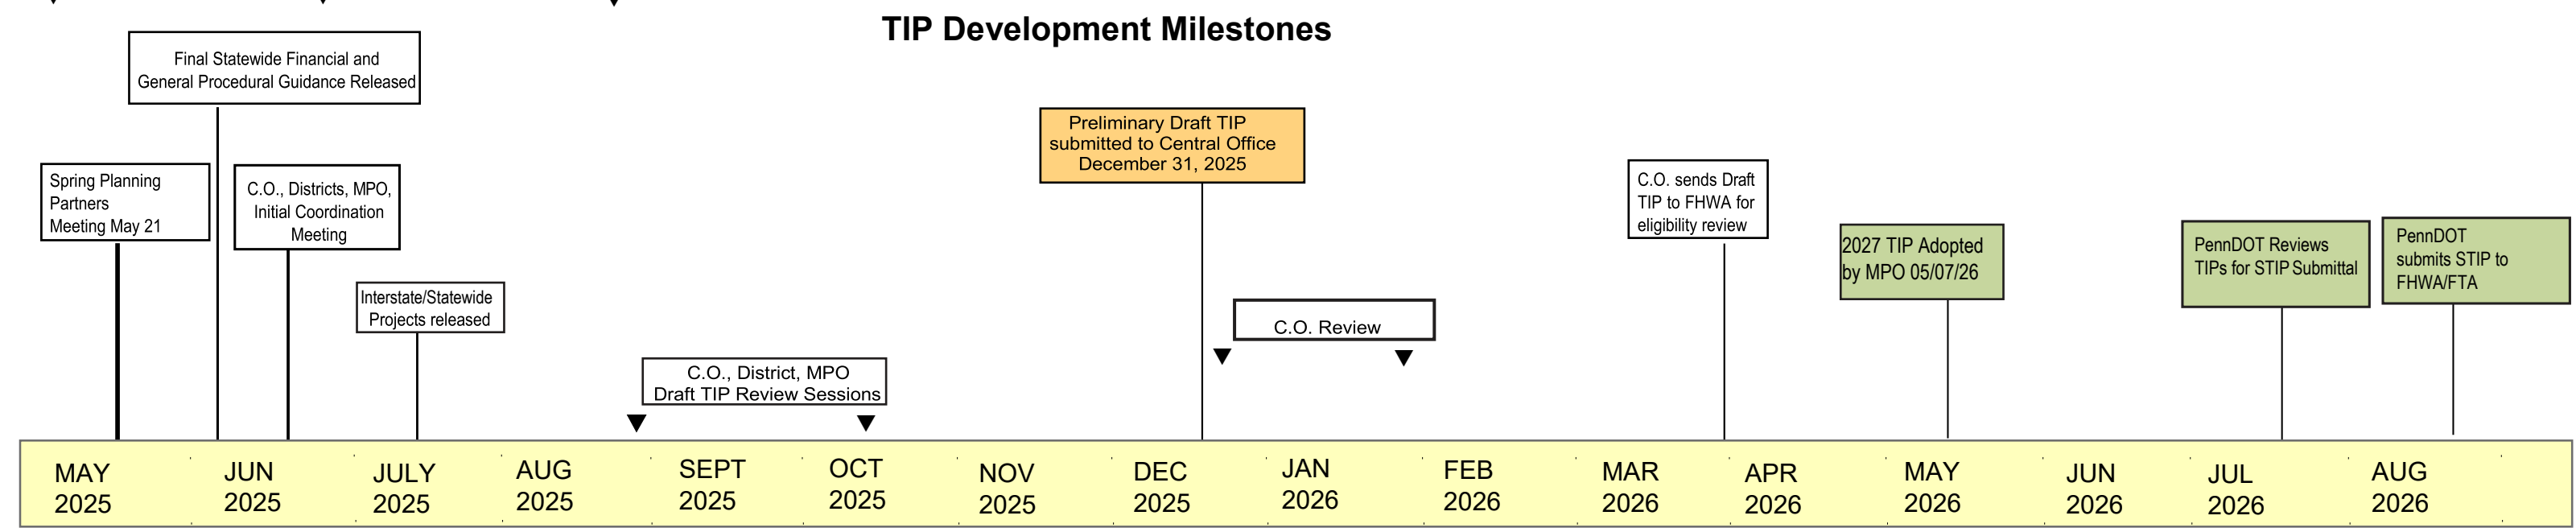 TIP Development Milestones
Final Statewide Financial and
General Procedural Guidance Released
Spring Planning
Partners
Meeting May 21
C.O., Districts, MPO,
Initial Coordination
Meeting
Interstate/Statewide
Projects released
C.O., District, MPO
Draft TIP Review Sessions
Preliminary Draft TIP
submitted to Central Office
December 31, 2025
C.O. Review
C.O. sends Draft
TIP to FHWA for
eligibility review
2027 TIP Adopted
by MPO 05/07/26
PennDOT Reviews
TIPs for STIP Submittal
PennDOT
submits STIP to
FHWA/FTA
MAY
2025
JUN
2025
JULY
2025
AUG
2025
SEPT
2025
OCT
2025
NOV
2025
DEC
2025
JAN
2026
FEB
2026
MAR
2026
APR
2026
MAY
2026
JUN
2026
JUL
2026
AUG
2026